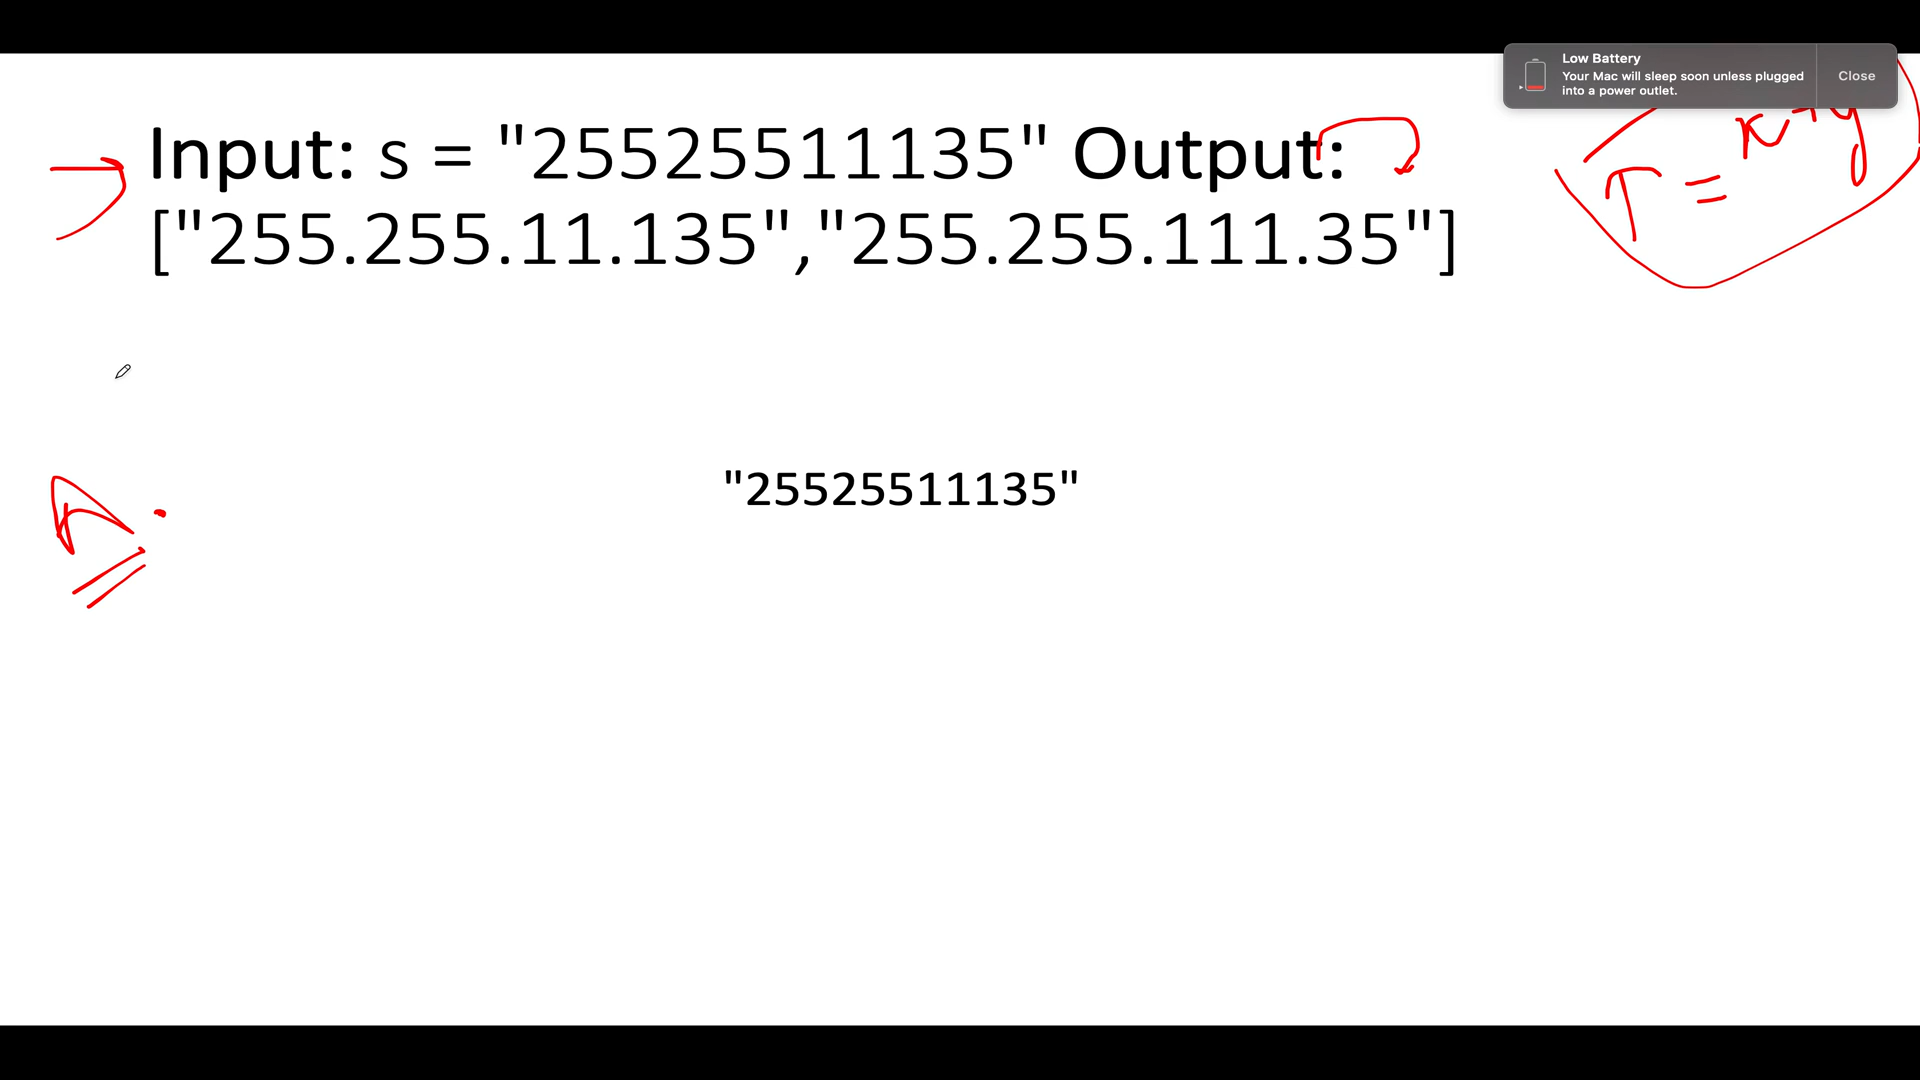 Low Battery
Your Mac will sleep soon unless plugged
into a power outlet.
Close
Input: s = "25525511135" Output:
["255.255.11.135","255.255.111.35"]
T = x+y
"25525511135"